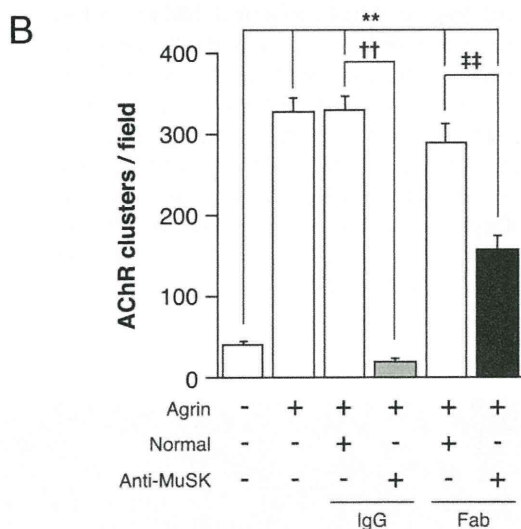 B
**
††
‡‡
400
300
200
100
0
AChR clusters / field
Agrin - + + + + +
Normal - - + - + -
Anti-MuSK - - - + - +
IgG Fab